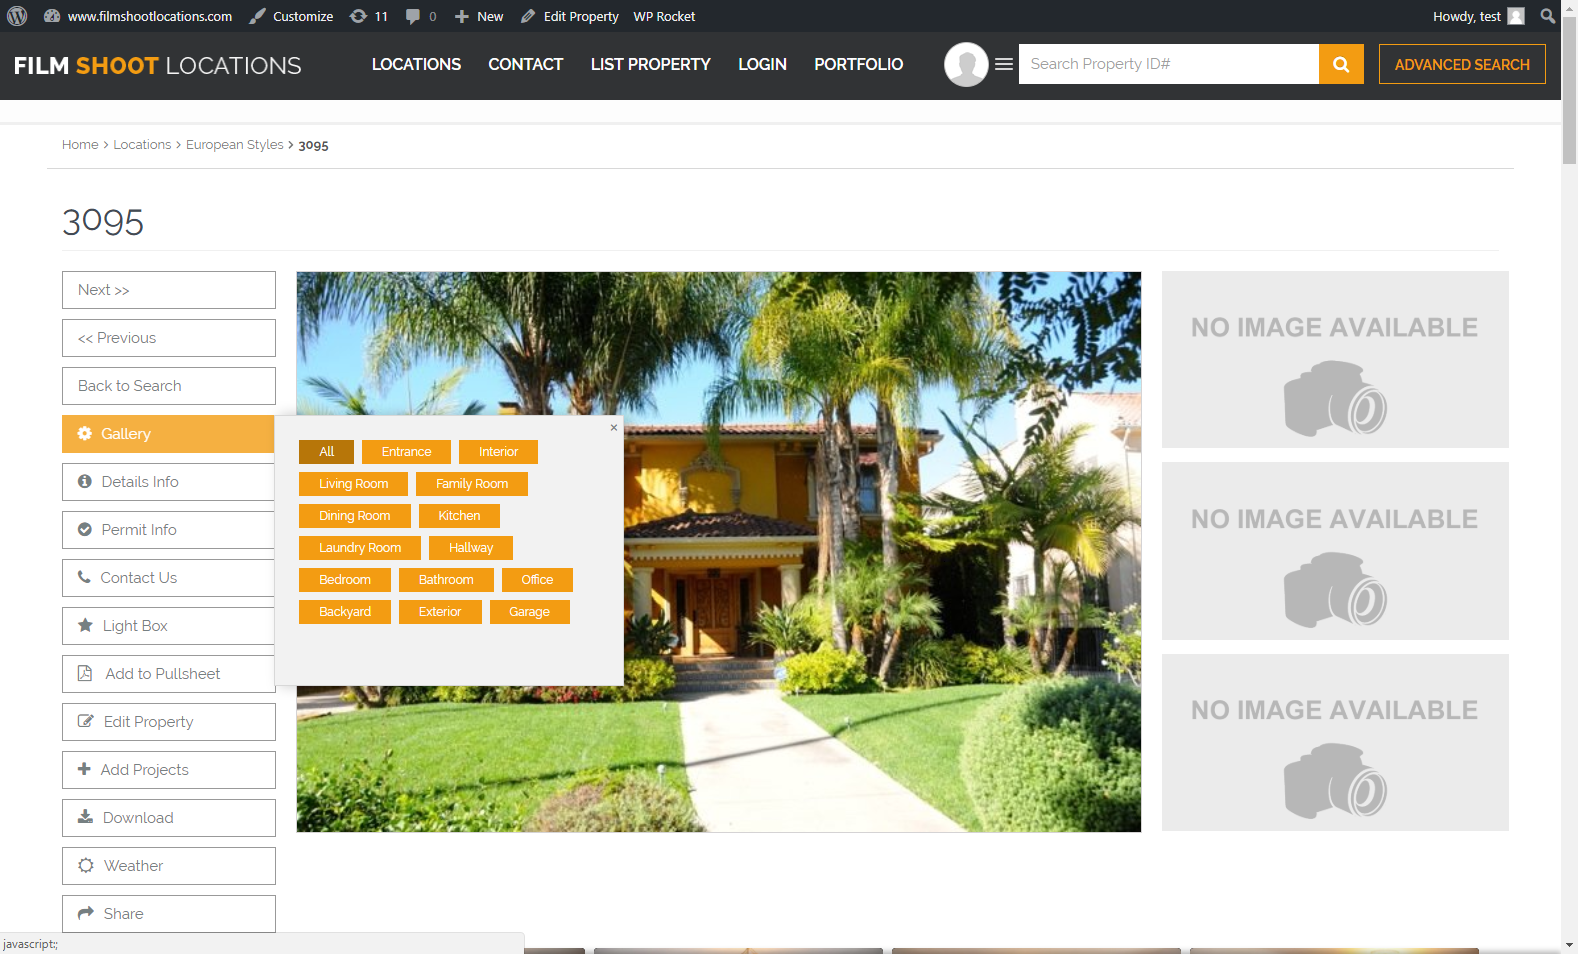 www.filmshootlocations.com Customize 11 0 New Edit Property WP Rocket Howdy, test
FILM SHOOT LOCATIONS LOCATIONS CONTACT LIST PROPERTY LOGIN PORTFOLIO Search Property ID# ADVANCED SEARCH
Home > Locations > European Styles > 3095
3095
Next >>
<< Previous
Back to Search
Gallery
Details Info
Permit Info
Contact Us
Light Box
Add to Pullsheet
Edit Property
Add Projects
Download
Weather
Share
×
All Entrance Interior
Living Room Family Room
Dining Room Kitchen
Laundry Room Hallway
Bedroom Bathroom Office
Backyard Exterior Garage
NO IMAGE AVAILABLE
NO IMAGE AVAILABLE
NO IMAGE AVAILABLE
javascript:;